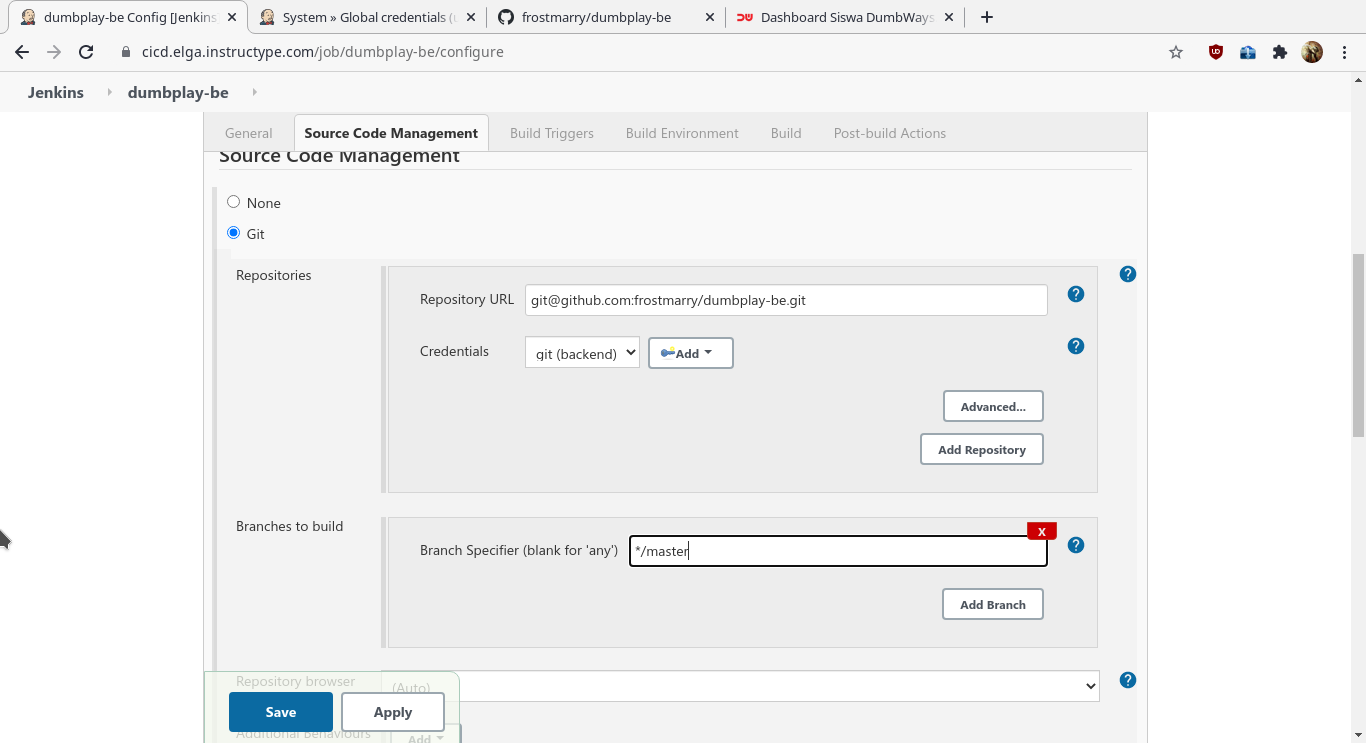 dumbplay-be Config [Jenkins
System » Global credentials (u
frostmarry/dumbplay-be
Dashboard Siswa DumbWays
cicd.elga.instructype.com/job/dumbplay-be/configure
Jenkins dumbplay-be
General Source Code Management Build Triggers Build Environment Build Post-build Actions
Source Code Management
None
Git
Repositories
Repository URL git@github.com:frostmarry/dumbplay-be.git
Credentials git (backend) Add
Advanced...
Add Repository
Branches to build
X
Branch Specifier (blank for 'any') */master
Add Branch
Repository browser (Auto)
Save Apply
Additional Behaviours Add